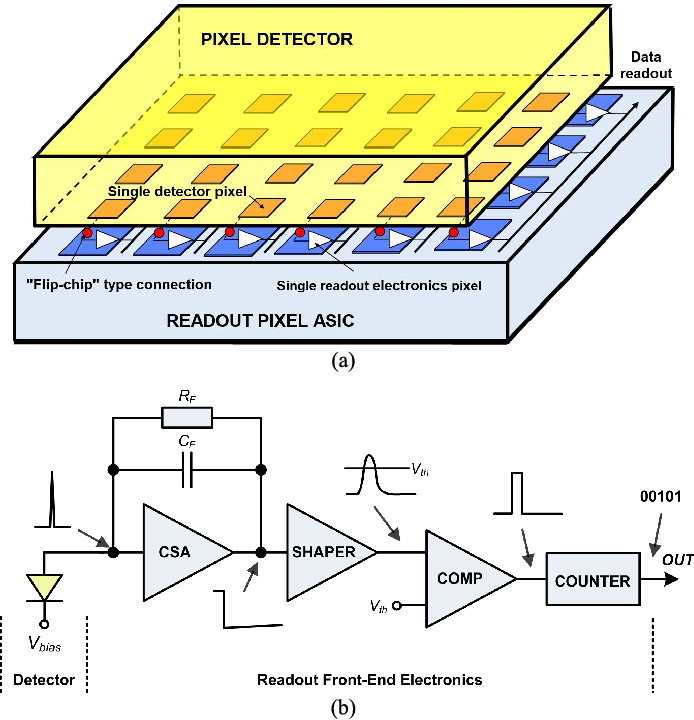 PIXEL DETECTOR
Data
readout
Single detector pixel
"Flip-chip" type connection
Single readout electronics pixel
READOUT PIXEL ASIC
(a)
R_F
C_F
V_th
00101
CSA
SHAPER
COMP
COUNTER
OUT
V_th
V_bias
Detector
Readout Front-End Electronics
(b)